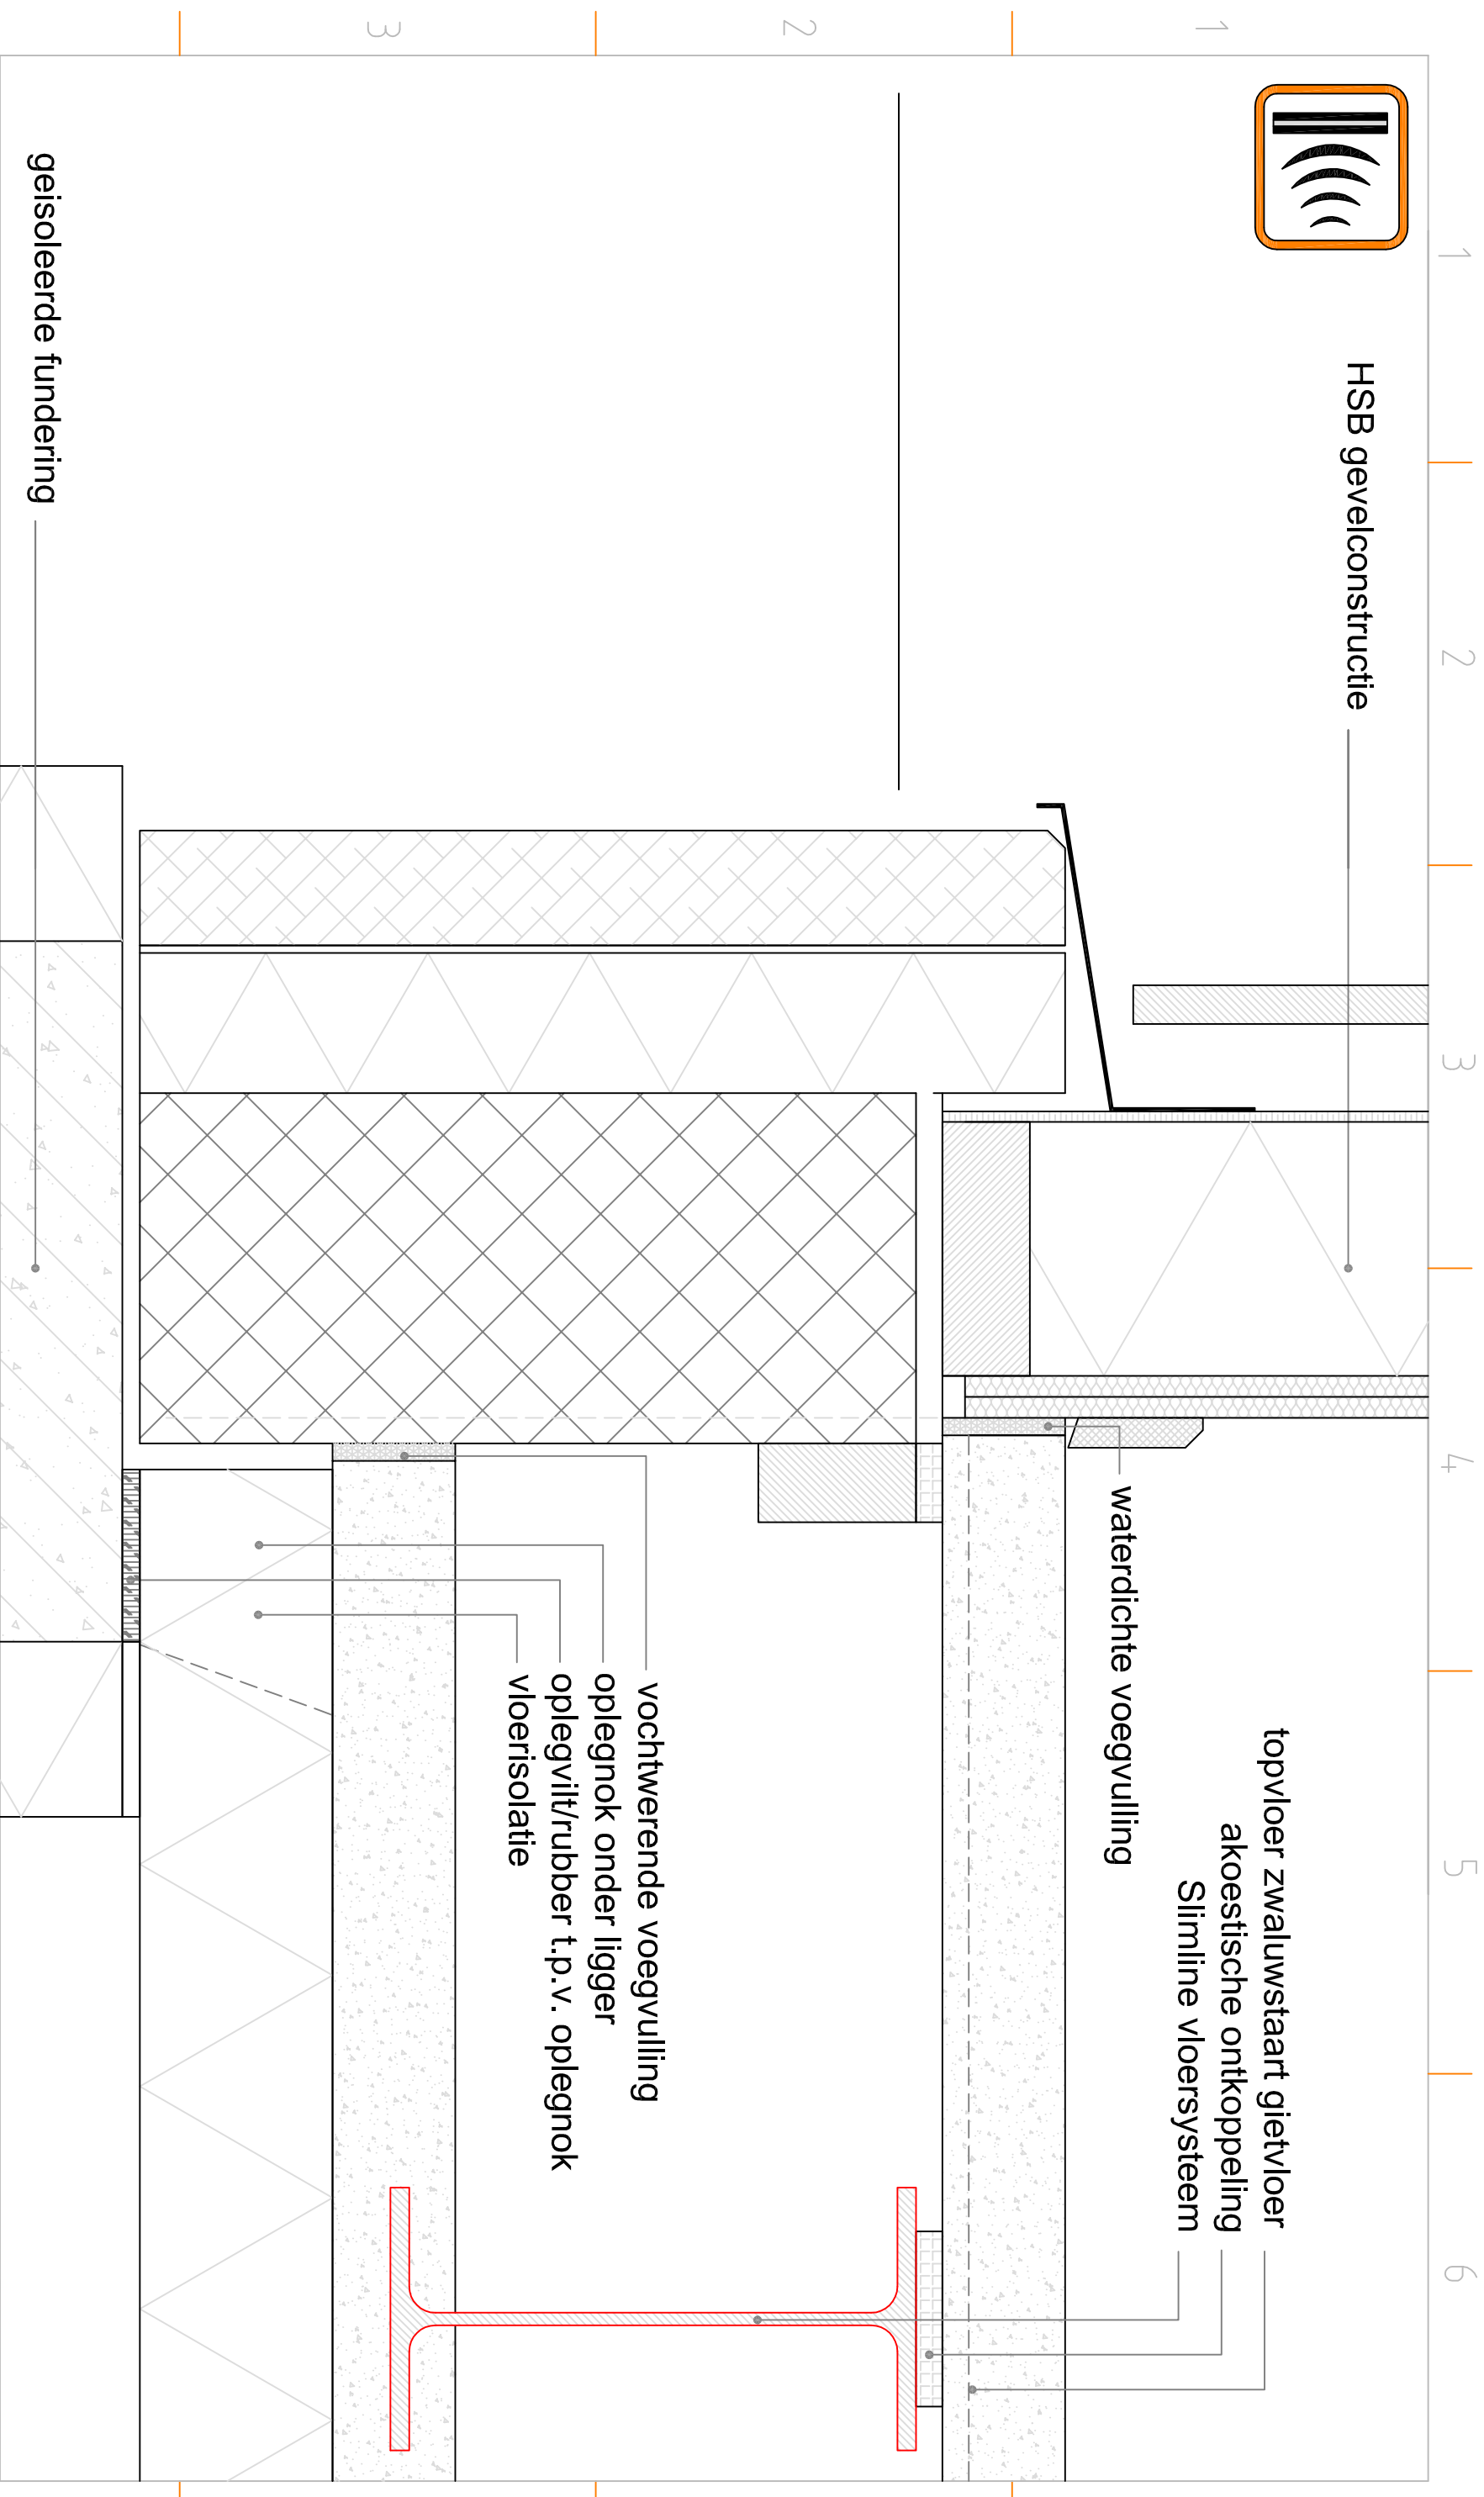 1
2
3
1
2
3
4
5
6
HSB gevelconstructie
topvloer zwaluwstaart gietvloer
akoestische ontkoppeling
Slimline vloersysteem
waterdichte voegvulling
vochtwerende voegvulling
oplegnok onder ligger
oplegvilt/rubber t.p.v. oplegnok
vloerisolatie
geisoleerde fundering